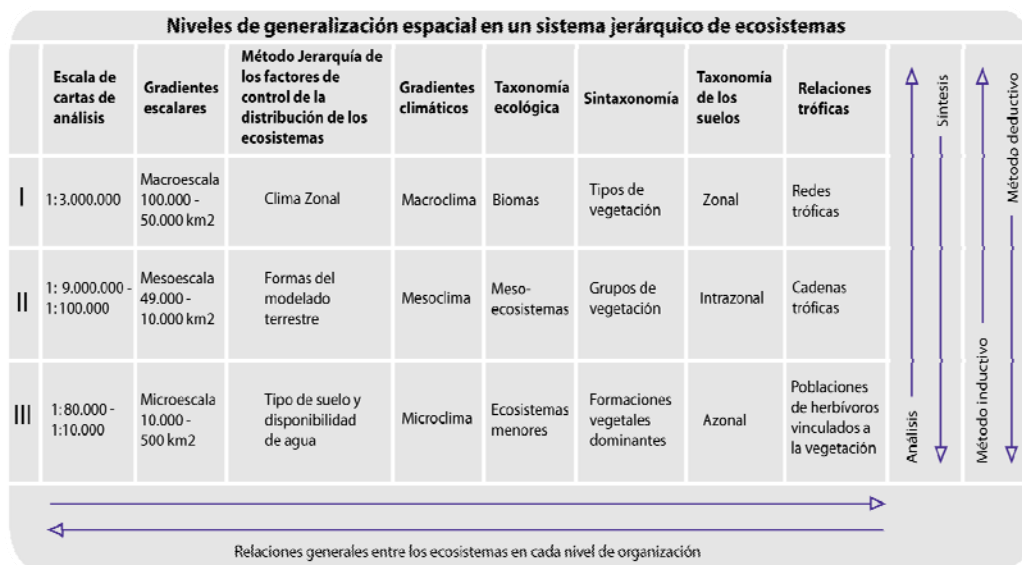 Niveles de generalización espacial en un sistema jerárquico de ecosistemas
Escala de
cartas de
análisis
Gradientes
escalares
Método Jerarquía de
los factores de
control de la
distribución de los
ecosistemas
Gradientes
climáticos
Taxonomía
ecológica
Sintaxonomía
Taxonomía
de los
suelos
Relaciones
tróficas
I
1:3.000.000
Macroescala
100.000 -
50.000 km2
Clima Zonal
Macroclima
Biomas
Tipos de
vegetación
Zonal
Redes
tróficas
II
1: 9.000.000 -
1:100.000
Mesoescala
49.000 -
10.000 km2
Formas del
modelado
terrestre
Mesoclima
Meso-
ecosistemas
Grupos de
vegetación
Intrazonal
Cadenas
tróficas
III
1:80.000 -
1:10.000
Microescala
10.000 -
500 km2
Tipo de suelo y
disponibilidad
de agua
Microclima
Ecosistemas
menores
Formaciones
vegetales
dominantes
Azonal
Poblaciones
de herbívoros
vinculados a
la vegetación
Análisis
Síntesis
Método inductivo
Método deductivo
Relaciones generales entre los ecosistemas en cada nivel de organización